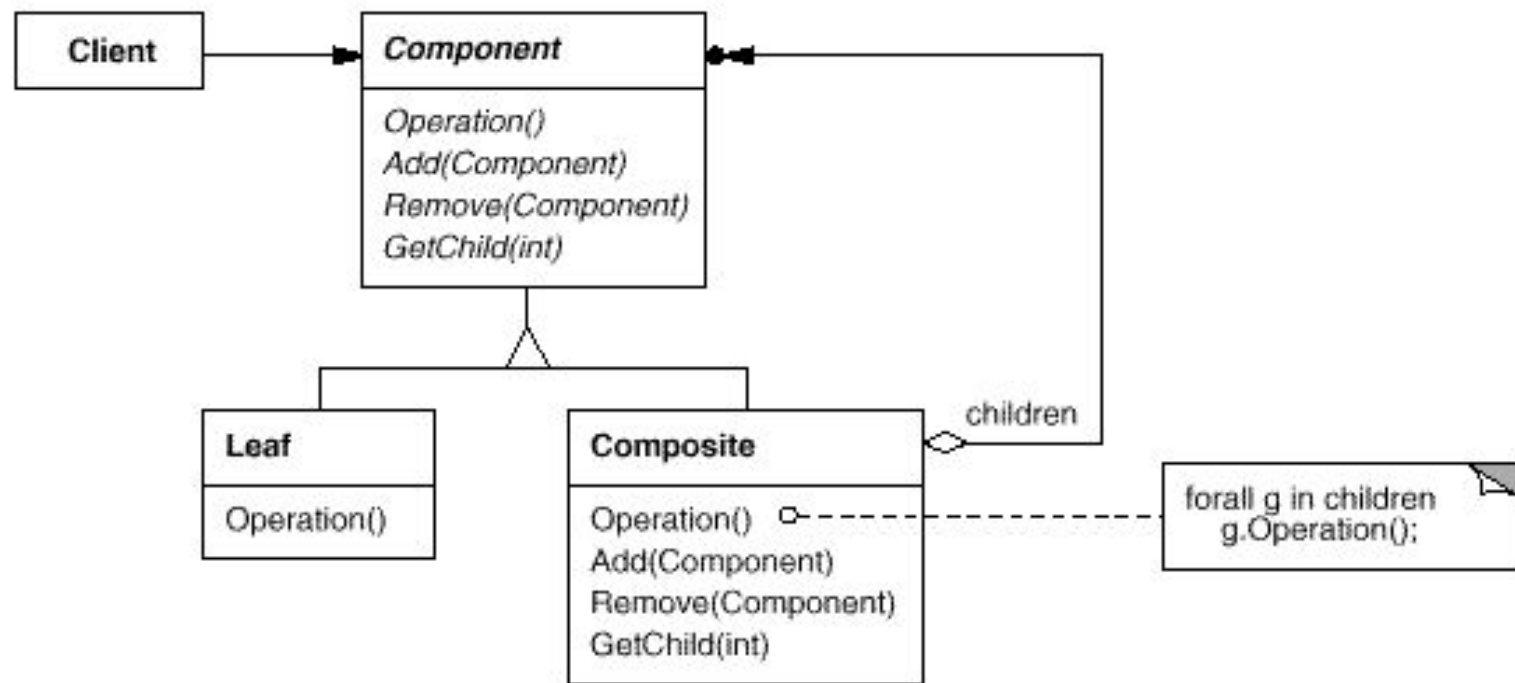 Client
Component
Operation()
Add(Component)
Remove(Component)
GetChild(int)
children
Leaf
Operation()
Composite
Operation()
Add(Component)
Remove(Component)
GetChild(int)
forall g in children
g.Operation();